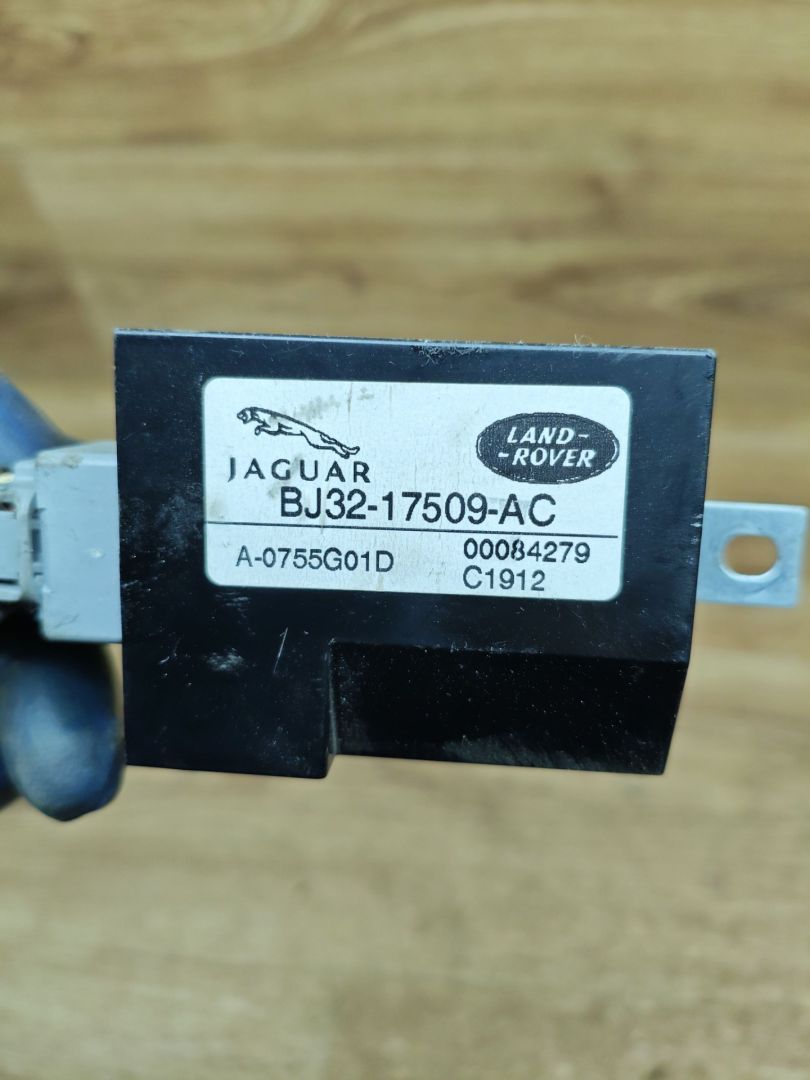 JAGUAR
LAND-
-ROVER
BJ32-17509-AC
A-0755G01D
00084279
C1912